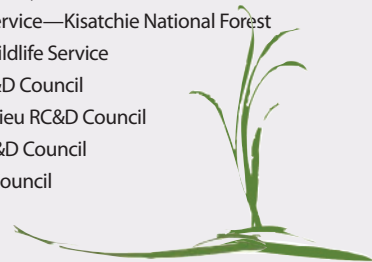 ervice—Kisatchie National Forest
ildlife Service
&D Council
ieu RC&D Council
&D Council
ouncil